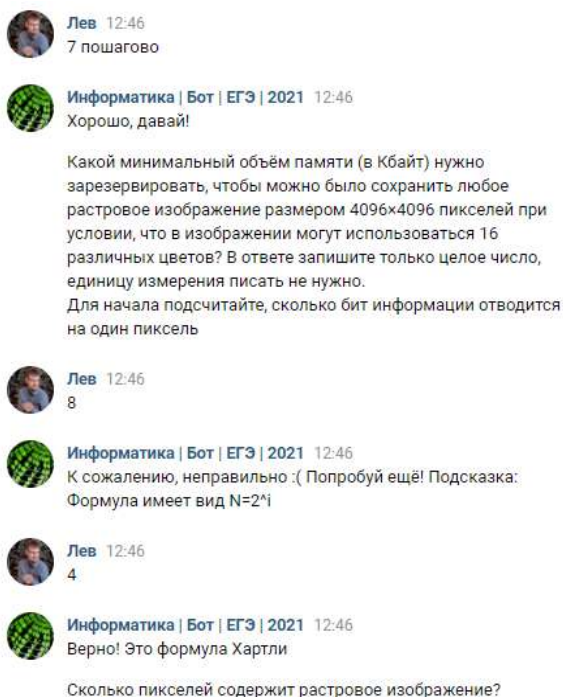 Лев 12:46
7 пошагово
Информатика | Бот | ЕГЭ | 2021 12:46
Хорошо, давай!
Какой минимальный объём памяти (в Кбайт) нужно
зарезервировать, чтобы можно было сохранить любое
растровое изображение размером 4096×4096 пикселей при
условии, что в изображении могут использоваться 16
различных цветов? В ответе запишите только целое число,
единицу измерения писать не нужно.
Для начала подсчитайте, сколько бит информации отводится
на один пиксель
Лев 12:46
8
Информатика | Бот | ЕГЭ | 2021 12:46
К сожалению, неправильно :( Попробуй ещё! Подсказка:
Формула имеет вид N=2^i
Лев 12:46
4
Информатика | Бот | ЕГЭ | 2021 12:46
Верно! Это формула Хартли
Сколько пикселей содержит растровое изображение?